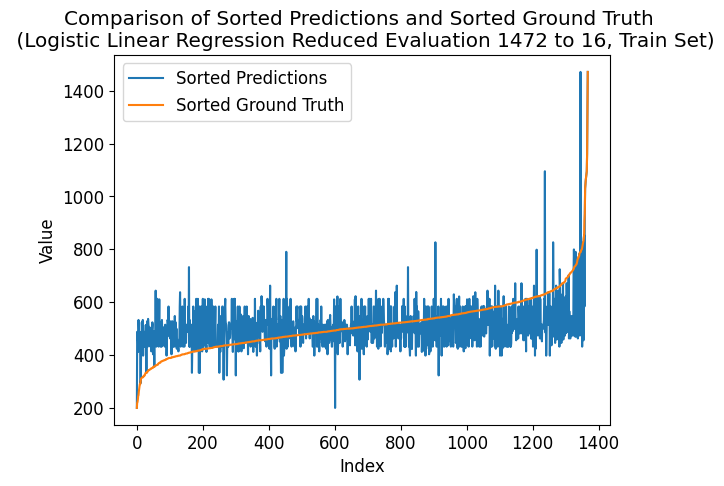 Comparison of Sorted Predictions and Sorted Ground Truth
(Logistic Linear Regression Reduced Evaluation 1472 to 16, Train Set)
Sorted Predictions
Sorted Ground Truth
1400
1200
1000
800
600
400
200
Value
0 200 400 600 800 1000 1200 1400
Index